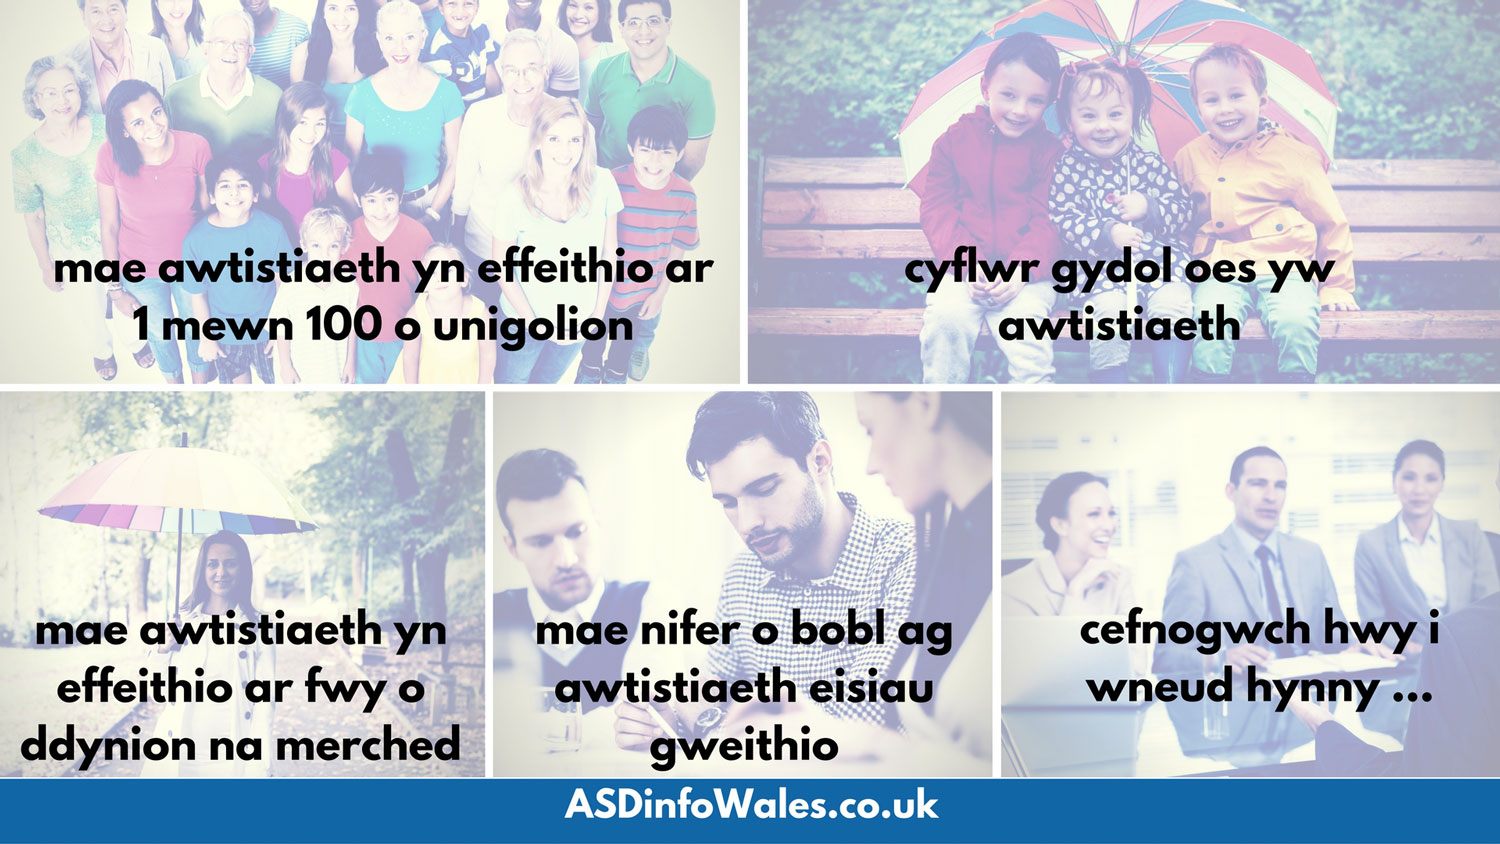 mae awtistiaeth yn effeithio ar
1 mewn 100 o unigolion
cyflwr gydol oes yw
awtistiaeth
mae awtistiaeth yn
effeithio ar fwy o
ddynion na merched
mae nifer o bobl ag
awtistiaeth eisiau
gweithio
cefnogwch hwy i
wneud hynny ...
ASDinfoWales.co.uk